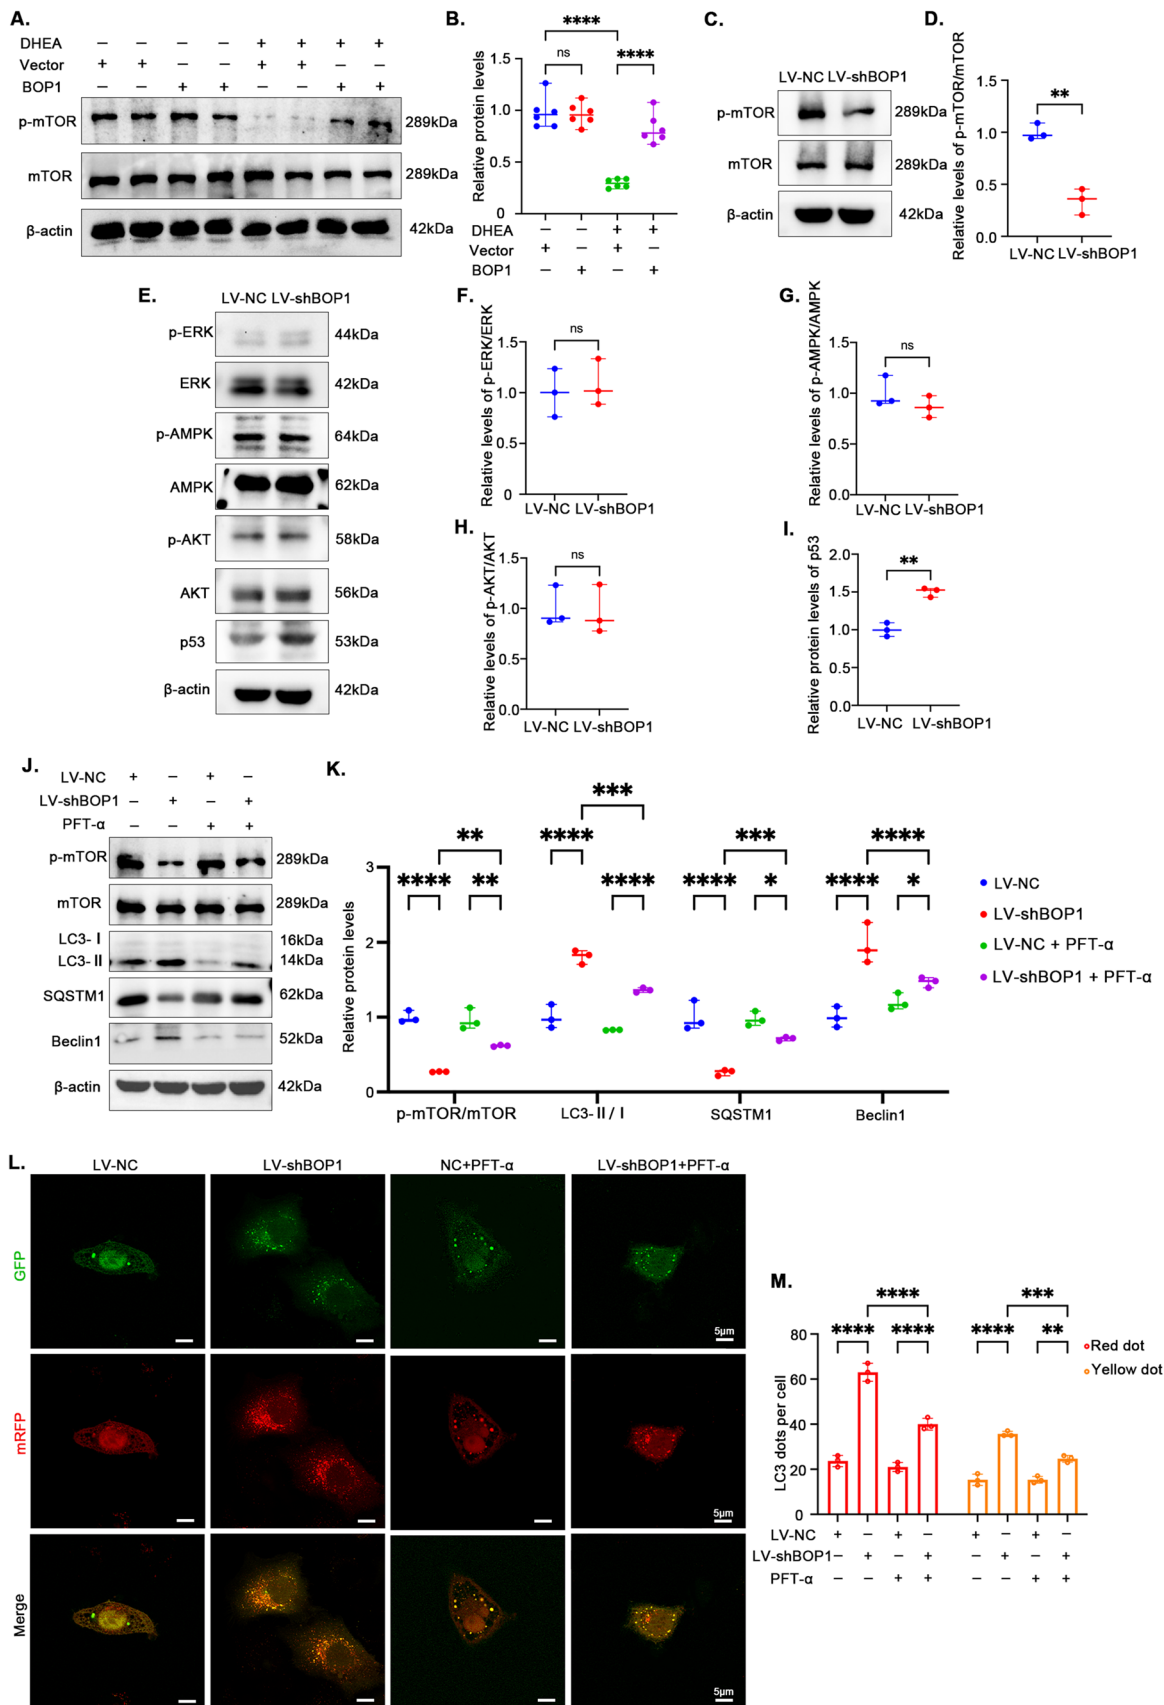 A.
DHEA − − − − + + + +
Vector + + − − + + − −
BOP1 − − + + − − + +
p-mTOR 289kDa
mTOR 289kDa
β-actin 42kDa
B.
Relative protein levels
1.5
1.0
0.5
0
****
ns
****
DHEA − − + +
Vector + − + −
BOP1 − + − +
C.
LV-NC LV-shBOP1
p-mTOR 289kDa
mTOR 289kDa
β-actin 42kDa
D.
Relative levels of p-mTOR/mTOR
1.5
1.0
0.5
0.0
**
LV-NC LV-shBOP1
E.
LV-NC LV-shBOP1
p-ERK 44kDa
ERK 42kDa
p-AMPK 64kDa
AMPK 62kDa
p-AKT 58kDa
AKT 56kDa
p53 53kDa
β-actin 42kDa
F.
Relative levels of p-ERK/ERK
1.5
1.0
0.5
0
ns
LV-NC LV-shBOP1
G.
Relative levels of p-AMPK/AMPK
1.5
1.0
0.5
0.0
ns
LV-NC LV-shBOP1
H.
Relative levels of p-AKT/AKT
1.5
1.0
0.5
0.0
ns
LV-NC LV-shBOP1
I.
Relative protein levels of p53
2.0
1.5
1.0
0.5
0.0
**
LV-NC LV-shBOP1
J.
LV-NC + − + −
LV-shBOP1 − + − +
PFT-α − − + +
p-mTOR 289kDa
mTOR 289kDa
LC3-Ⅰ 16kDa
LC3-Ⅱ 14kDa
SQSTM1 62kDa
Beclin1 52kDa
β-actin 42kDa
K.
Relative protein levels
3
2
1
0
*** 
** **** *** ****
**** ** **** **** * **** *
p-mTOR/mTOR LC3-Ⅱ/Ⅰ SQSTM1 Beclin1
LV-NC
LV-shBOP1
LV-NC + PFT-α
LV-shBOP1 + PFT-α
L.
LV-NC LV-shBOP1 NC+PFT-α LV-shBOP1+PFT-α
GFP
5μm
mRFP
5μm
Merge
5μm
M.
LC3 dots per cell
80
60
40
20
0
**** ***
**** **** **** **
Red dot
Yellow dot
LV-NC + − + − + − + −
LV-shBOP1 − + − + − + − +
PFT-α − − + + − − + +